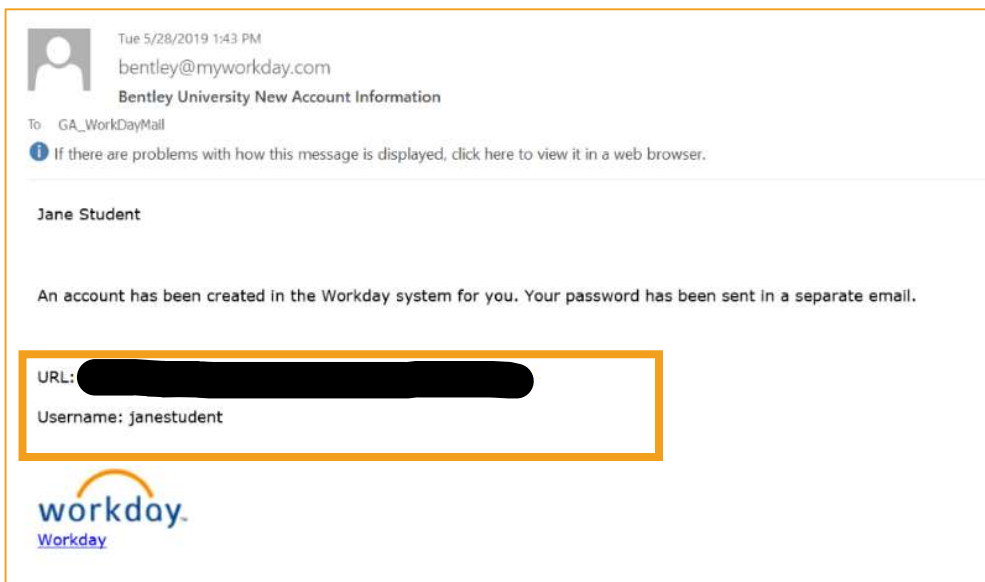 Tue 5/28/2019 1:43 PM
bentley@myworkday.com
Bentley University New Account Information
To GA_WorkDayMail
If there are problems with how this message is displayed, click here to view it in a web browser.
Jane Student
An account has been created in the Workday system for you. Your password has been sent in a separate email.
URL:
Username: janestudent
workday.
Workday